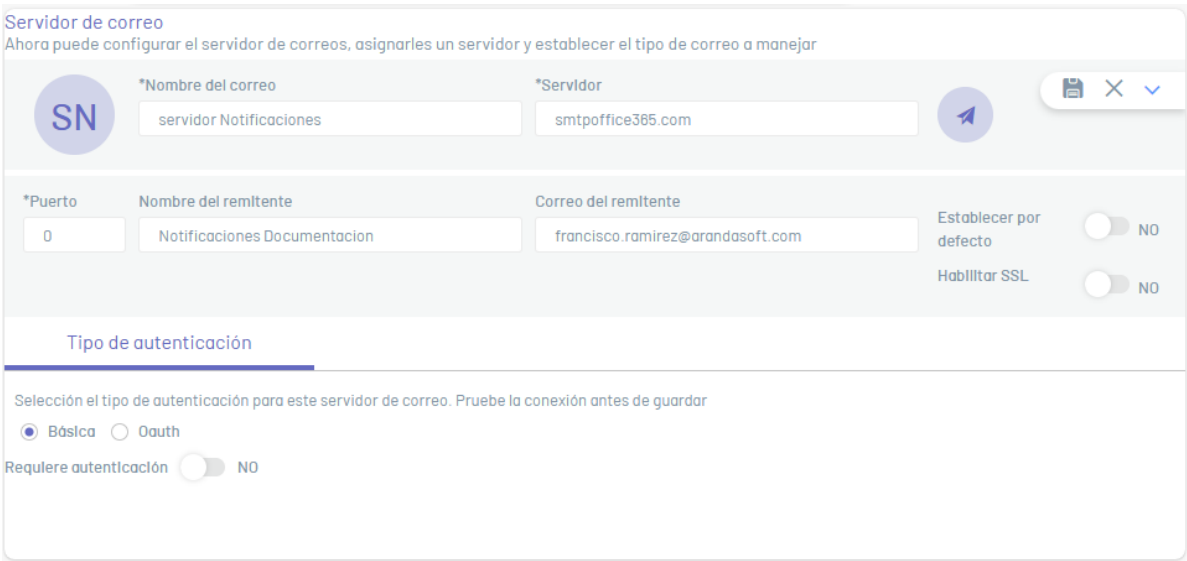 Servidor de correo
Ahora puede configurar el servidor de correos, asignarles un servidor y establecer el tipo de correo a manejar
SN
*Nombre del correo
servidor Notificaciones
*Servidor
smtpoffice365.com
*Puerto
0
Nombre del remitente
Notificaciones Documentacion
Correo del remitente
francisco.ramirez@arandasoft.com
Establecer por
defecto
NO
Habilitar SSL
NO
Tipo de autenticación
Selección el tipo de autenticación para este servidor de correo. Pruebe la conexión antes de guardar
Básica
Oauth
Requiere autenticación
NO